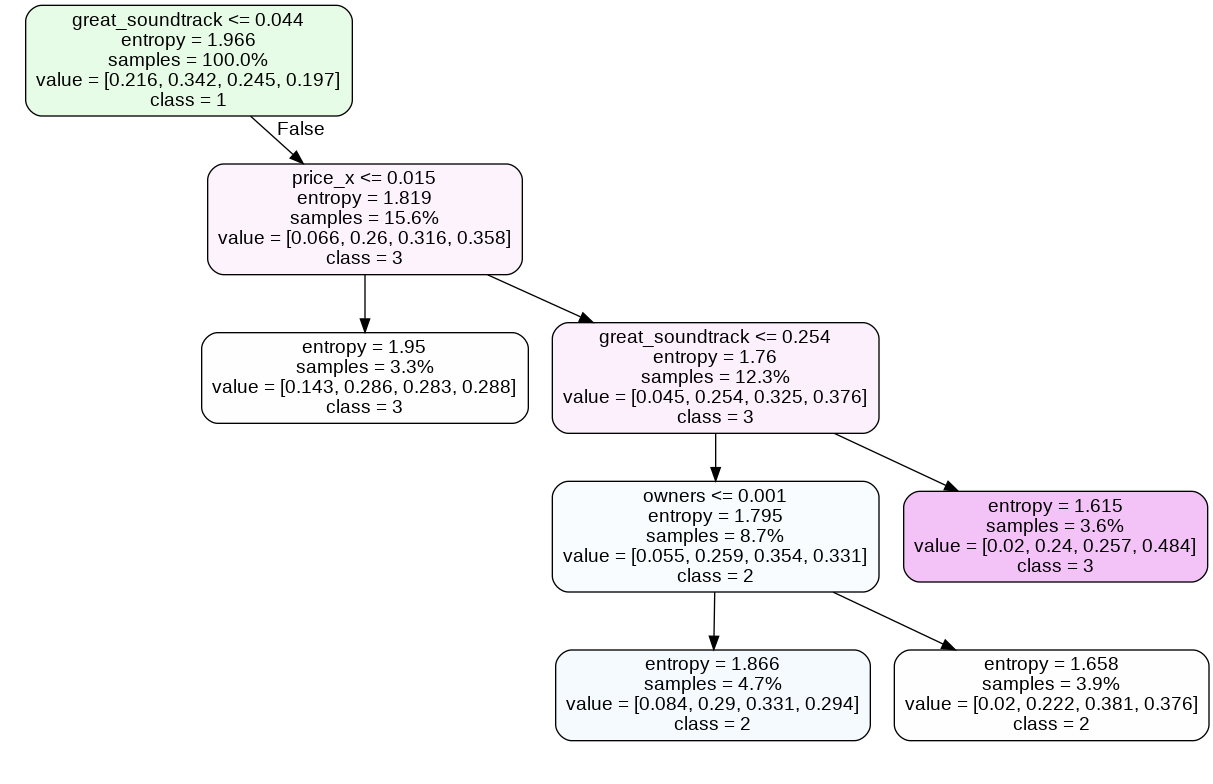 great_soundtrack <= 0.044
entropy = 1.966
samples = 100.0%
value = [0.216, 0.342, 0.245, 0.197]
class = 1
False
price_x <= 0.015
entropy = 1.819
samples = 15.6%
value = [0.066, 0.26, 0.316, 0.358]
class = 3
entropy = 1.95
samples = 3.3%
value = [0.143, 0.286, 0.283, 0.288]
class = 3
great_soundtrack <= 0.254
entropy = 1.76
samples = 12.3%
value = [0.045, 0.254, 0.325, 0.376]
class = 3
owners <= 0.001
entropy = 1.795
samples = 8.7%
value = [0.055, 0.259, 0.354, 0.331]
class = 2
entropy = 1.615
samples = 3.6%
value = [0.02, 0.24, 0.257, 0.484]
class = 3
entropy = 1.866
samples = 4.7%
value = [0.084, 0.29, 0.331, 0.294]
class = 2
entropy = 1.658
samples = 3.9%
value = [0.02, 0.222, 0.381, 0.376]
class = 2